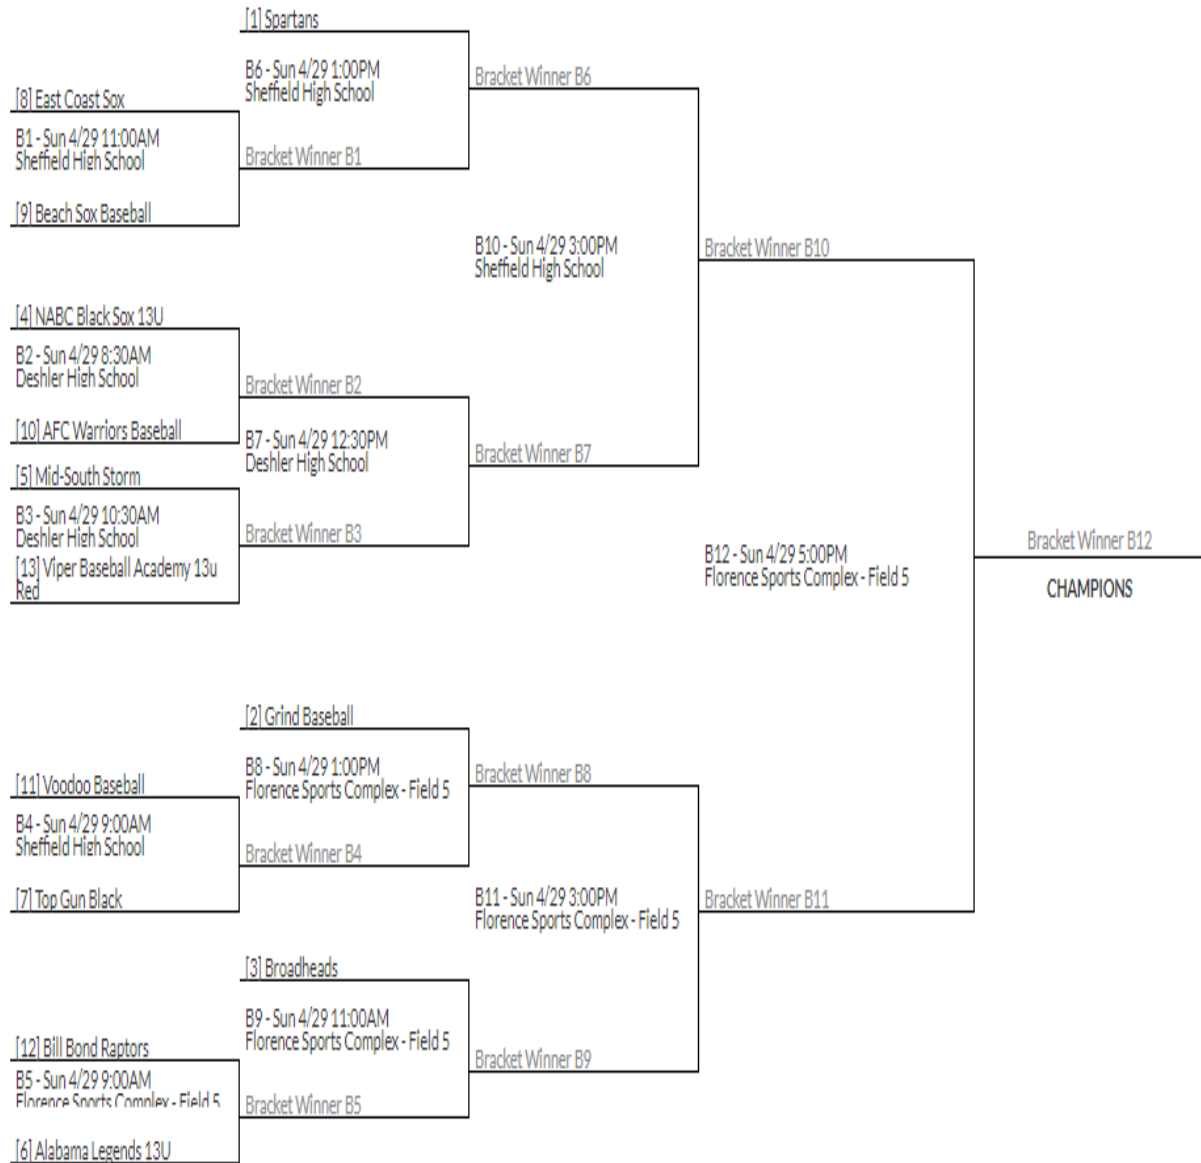 [1] Spartans
B6 - Sun 4/29 1:00PM
Sheffield High School
Bracket Winner B6
[8] East Coast Sox
B1 - Sun 4/29 11:00AM
Sheffield High School
Bracket Winner B1
[9] Beach Sox Baseball
B10 - Sun 4/29 3:00PM
Sheffield High School
Bracket Winner B10
[4] NABC Black Sox 13U
B2 - Sun 4/29 8:30AM
Deshler High School
Bracket Winner B2
[10] AFC Warriors Baseball
B7 - Sun 4/29 12:30PM
Deshler High School
Bracket Winner B7
[5] Mid-South Storm
B3 - Sun 4/29 10:30AM
Deshler High School
Bracket Winner B3
[13] Viper Baseball Academy 13u
Red
B12 - Sun 4/29 5:00PM
Florence Sports Complex - Field 5
Bracket Winner B12
CHAMPIONS
[2] Grind Baseball
B8 - Sun 4/29 1:00PM
Florence Sports Complex - Field 5
Bracket Winner B8
[11] Voodoo Baseball
B4 - Sun 4/29 9:00AM
Sheffield High School
Bracket Winner B4
[7] Top Gun Black
B11 - Sun 4/29 3:00PM
Florence Sports Complex - Field 5
Bracket Winner B11
[3] Broadheads
B9 - Sun 4/29 11:00AM
Florence Sports Complex - Field 5
Bracket Winner B9
[12] Bill Bond Raptors
B5 - Sun 4/29 9:00AM
Florence Sports Complex - Field 5
Bracket Winner B5
[6] Alabama Legends 13U